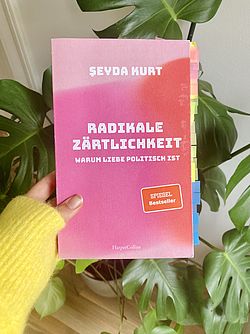 ŞEYDA KURT
RADIKALE
ZÄRTLICHKEIT
WARUM LIEBE POLITISCH IST
SPIEGEL
Bestseller
HarperCollins